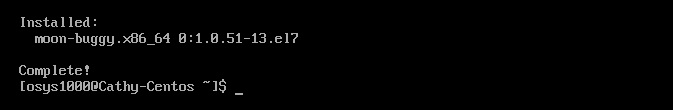 Installed:
  moon-buggy.x86_64 0:1.0.51-13.el7

Complete!
[osys1000@Cathy-Centos ~]$ _